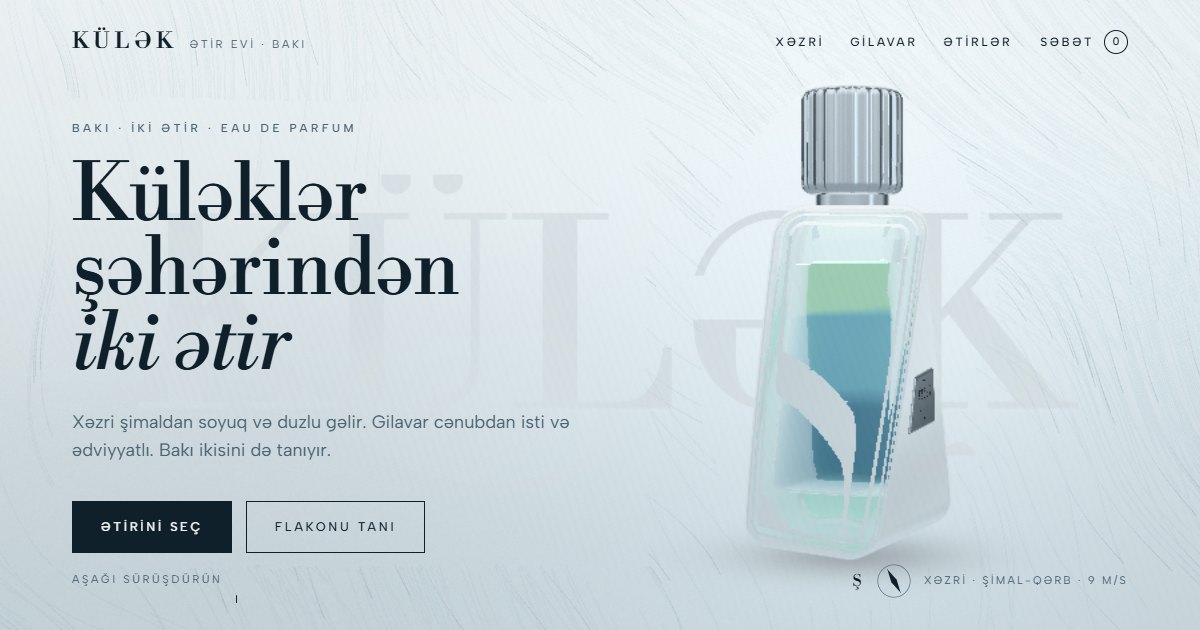 KÜLƏK ƏTİR EVİ · BAKI
XƏZRİ GİLAVAR ƏTİRLƏR SƏBƏT 0
BAKI · İKİ ƏTİR · EAU DE PARFUM
KÜLƏK
Küləklər
şəhərindən
iki ətir
Xəzri şimaldan soyuq və duzlu gəlir. Gilavar cənubdan isti və
ədviyyatlı. Bakı ikisini də tanıyır.
ƏTİRİNİ SEÇ FLAKONU TANI
AŞAĞI SÜRÜŞDÜRÜN
Ş XƏZRİ · ŞİMAL-QƏRB · 9 M/S